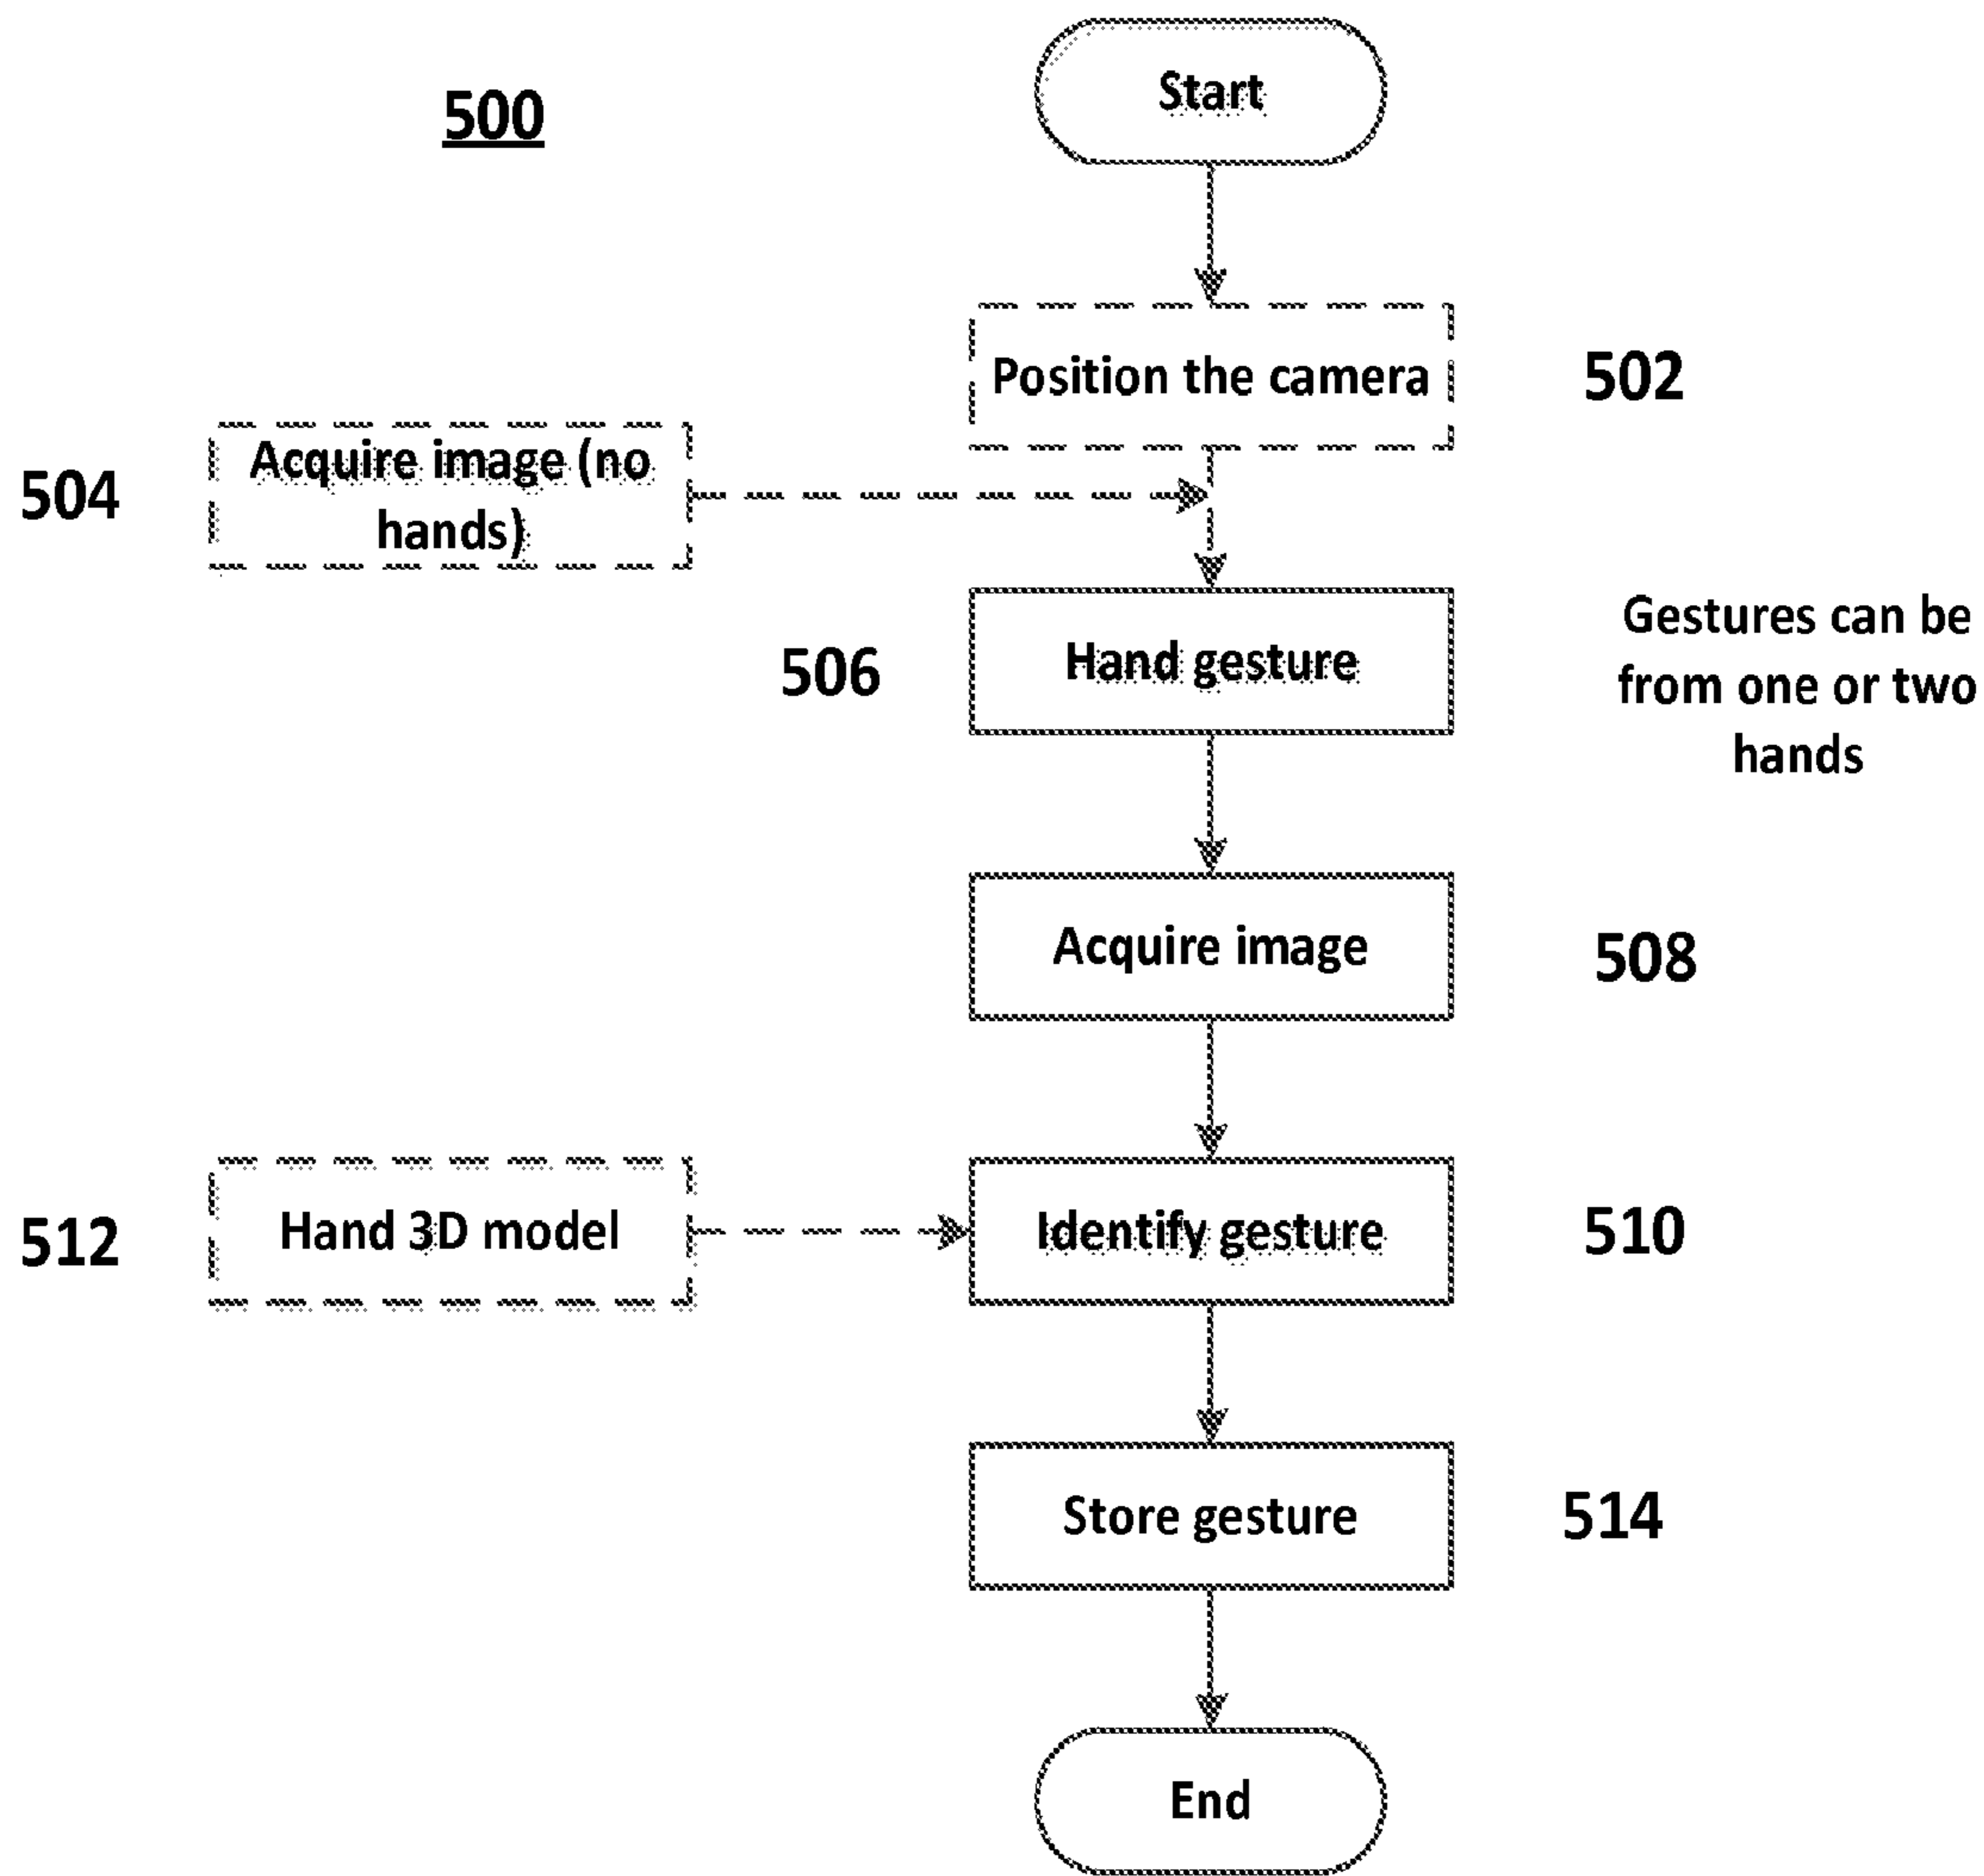 500
Start
Position the camera
502
504
Acquire image (no
hands)
506
Hand gesture
Gestures can be
from one or two
hands
Acquire image
508
512
Hand 3D model
Identify gesture
510
Store gesture
514
End